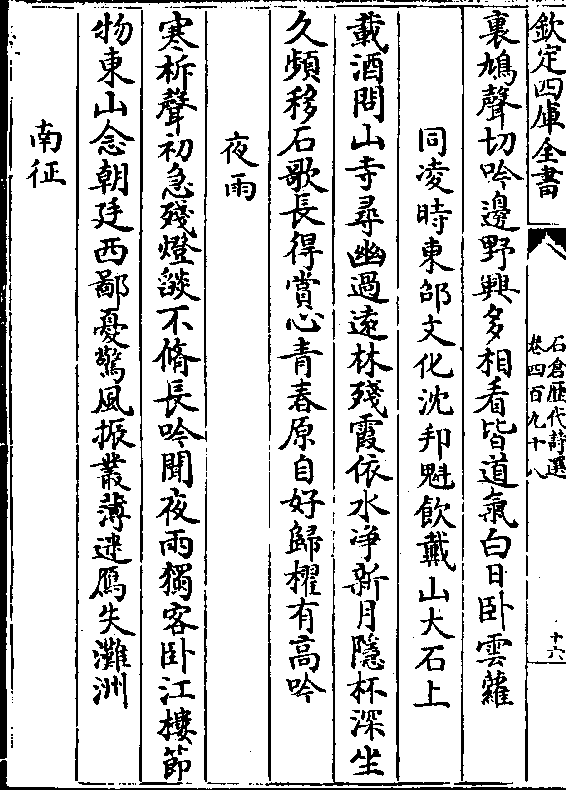 欽定四庫全書
石倉歴代詩選
卷四百九十八
十六
裏鳩聲切吟邊野興多相看皆道氣白日卧雲蘿
同凌時東邰文化沈邦魁飲戴山大石上
載酒問山寺尋幽過遠林殘霞依水淨新月隱杯深坐
久頻移石歌長得賞心青春原自好歸櫂有高吟
夜雨
寒柝聲初急殘燈談不脩長吟聞夜雨獨客卧江樓節
物東山念朝廷西鄙憂驚風振叢薄迷鴈失灘洲
南征